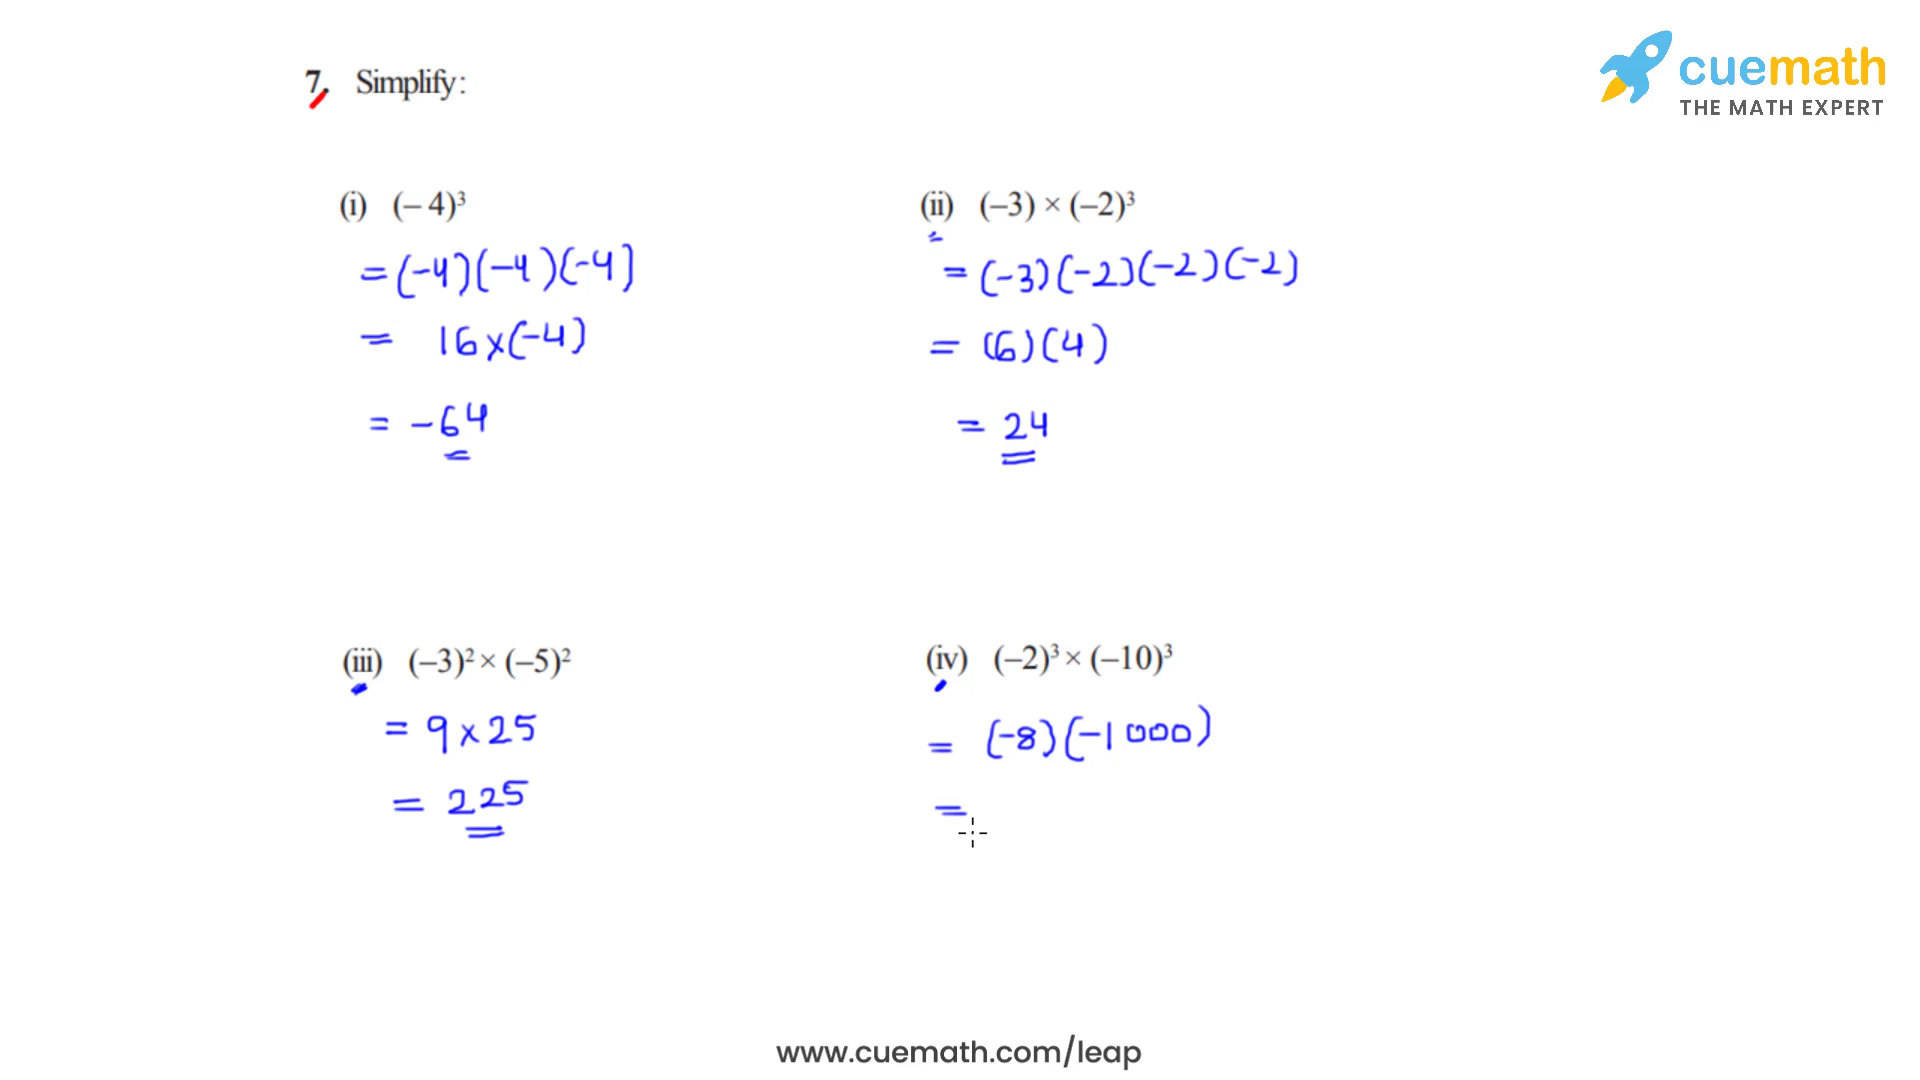 cuemath
THE MATH EXPERT
7. Simplify:
(i) (– 4)³
= (-4)(-4)(-4)
= 16×(-4)
= -64
(ii) (–3) × (–2)³
= (-3)(-2)(-2)(-2)
= (6)(4)
= 24
(iii) (–3)² × (–5)²
= 9 × 25
= 225
(iv) (–2)³ × (–10)³
= (-8)(-1000)
=
www.cuemath.com/leap